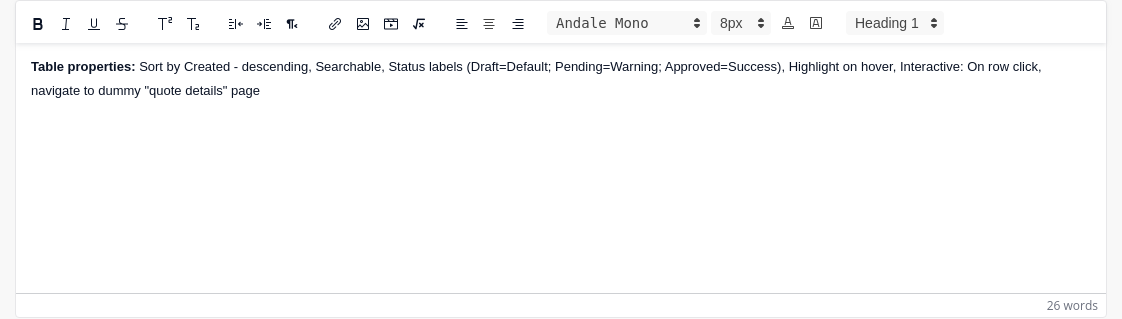 B I U S T² T₂ Andale Mono 8px A A Heading 1
Table properties: Sort by Created - descending, Searchable, Status labels (Draft=Default; Pending=Warning; Approved=Success), Highlight on hover, Interactive: On row click,
navigate to dummy "quote details" page
26 words